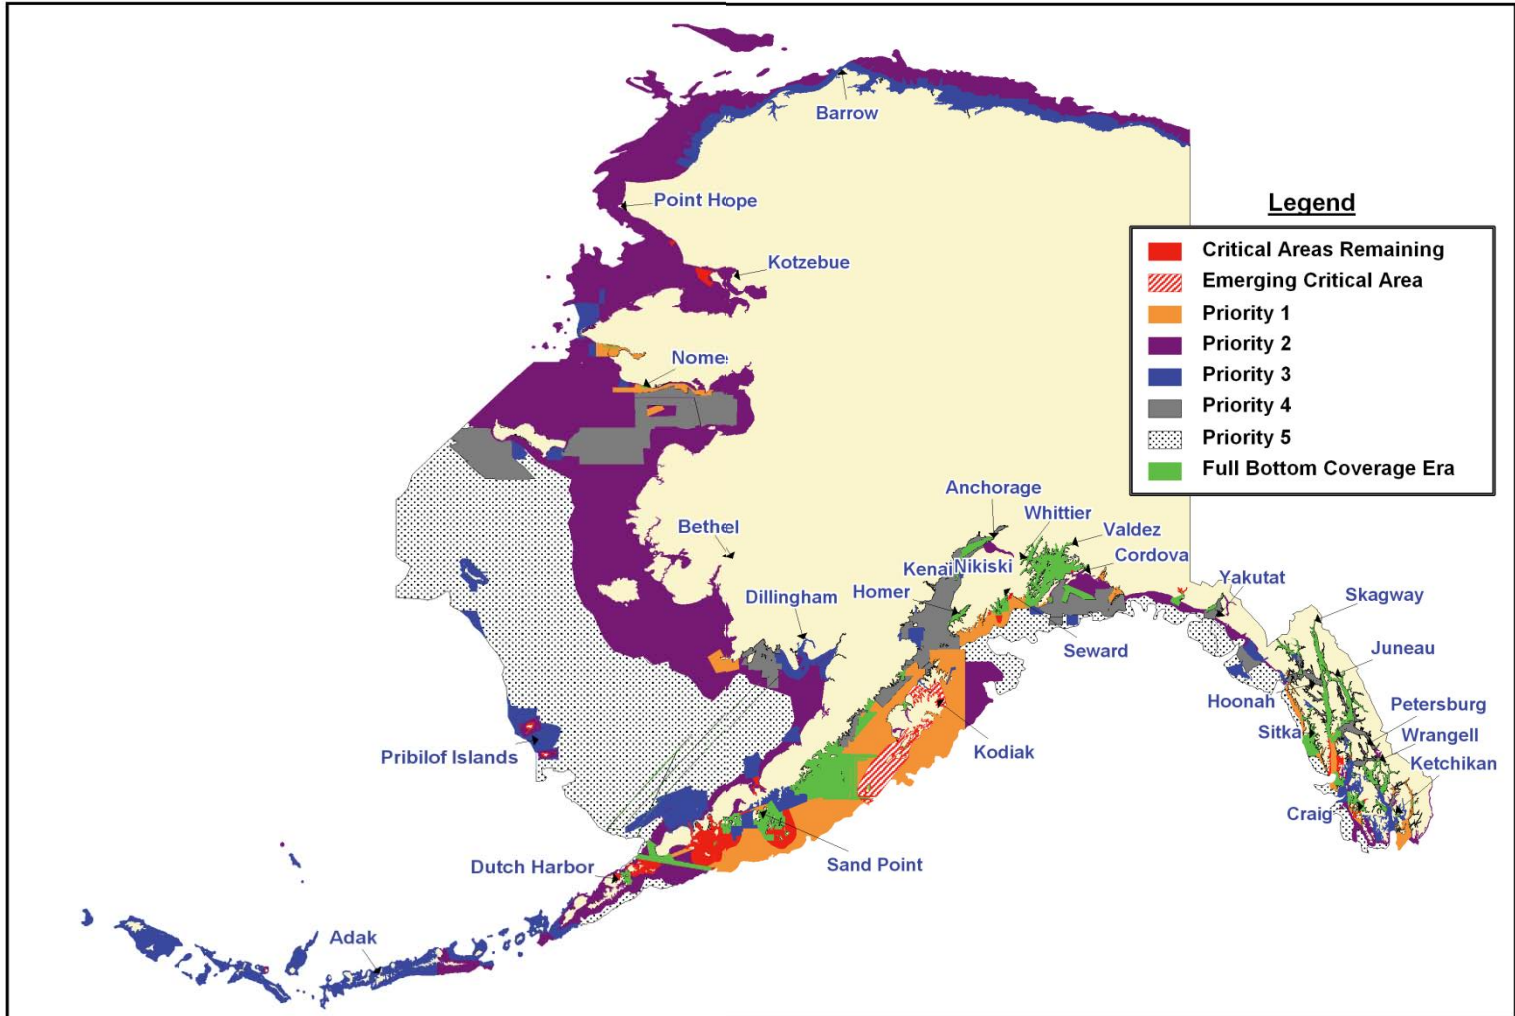 Barrow
Point Hope
Legend
Critical Areas Remaining
Emerging Critical Area
Priority 1
Priority 2
Priority 3
Priority 4
Priority 5
Full Bottom Coverage Era
Kotzebue
Nome
Anchorage
Whittier
Bethel
Valdez
Cordova
Kenai
Nikiski
Yakutat
Homer
Dillingham
Skagway
Seward
Juneau
Hoonah
Petersburg
Sitka
Wrangell
Pribilof Islands
Kodiak
Ketchikan
Craig
Dutch Harbor
Sand Point
Adak